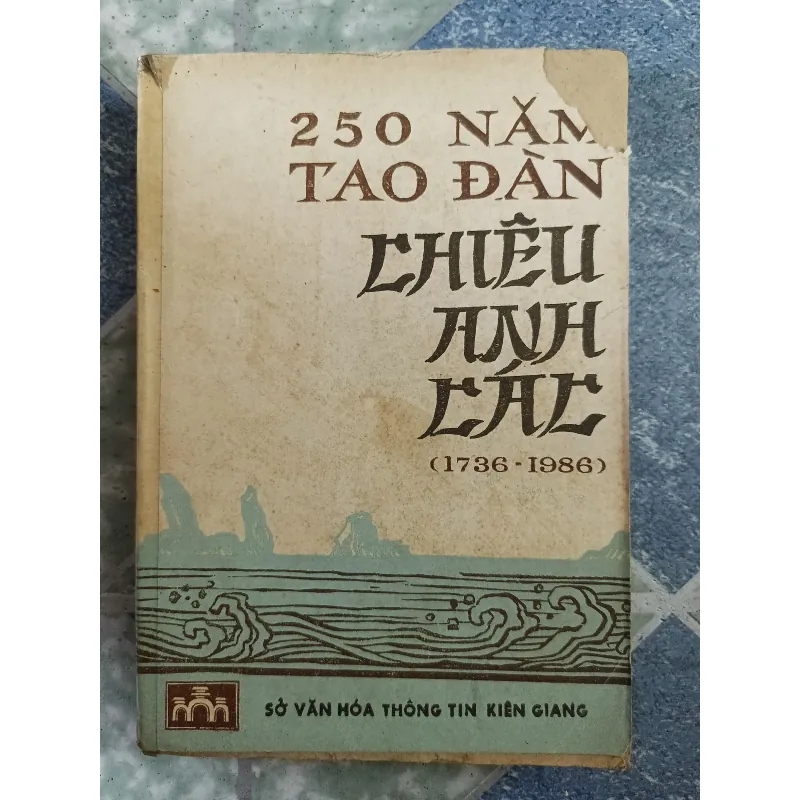 250 NĂM
TAO ĐÀN
CHIÊU
ANH
CÁC
(1736-1986)
SỞ VĂN HÓA THÔNG TIN KIÊN GIANG